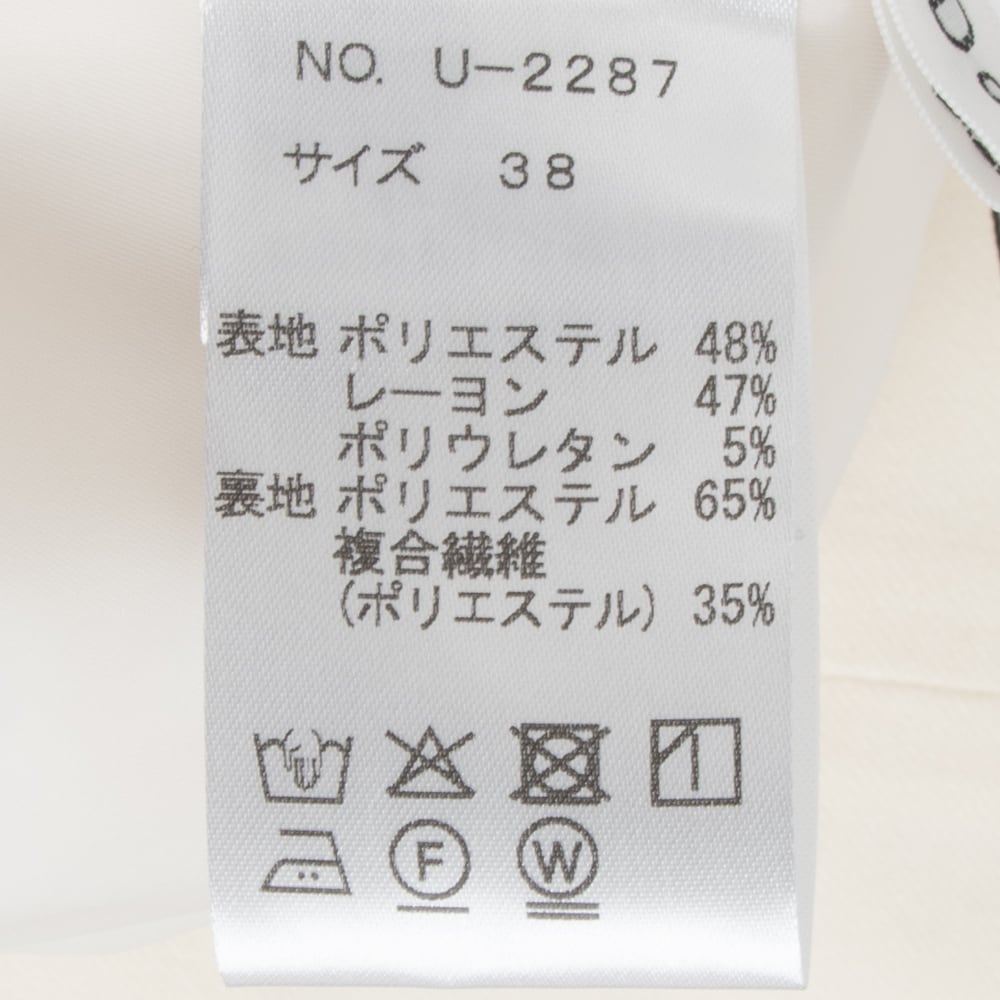 NO. U-2287
サイズ 38
表地 ポリエステル 48%
レーヨン 47%
ポリウレタン 5%
裏地 ポリエステル 65%
複合繊維
(ポリエステル) 35%
F W